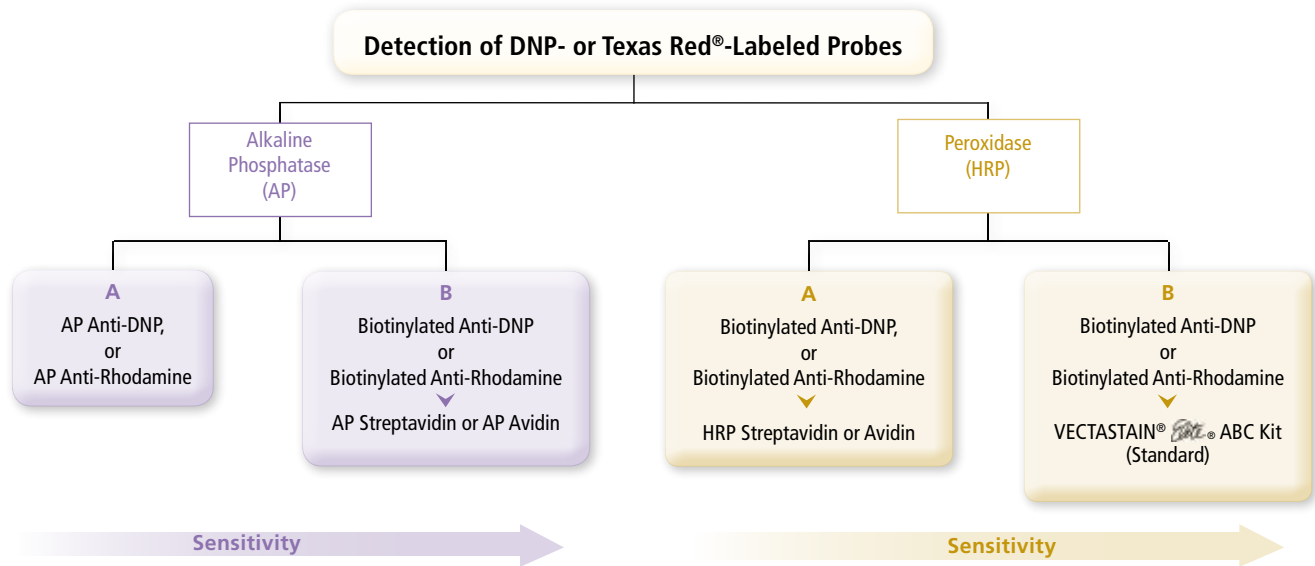 Detection of DNP- or Texas Red®-Labeled Probes
Alkaline
Phosphatase
(AP)
Peroxidase
(HRP)
A
AP Anti-DNP,
or
AP Anti-Rhodamine
B
Biotinylated Anti-DNP
or
Biotinylated Anti-Rhodamine
AP Streptavidin or AP Avidin
A
Biotinylated Anti-DNP,
or
Biotinylated Anti-Rhodamine
HRP Streptavidin or Avidin
B
Biotinylated Anti-DNP
or
Biotinylated Anti-Rhodamine
VECTASTAIN® Elite® ABC Kit
(Standard)
Sensitivity
Sensitivity